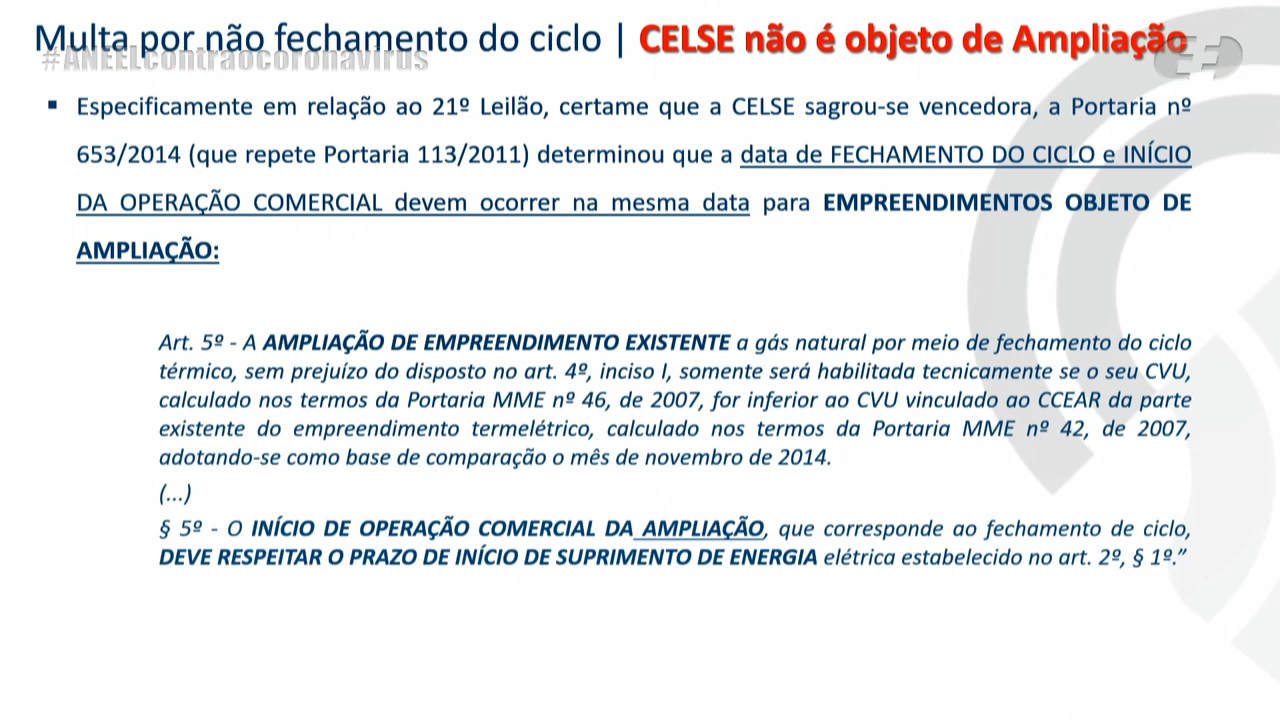 Multa por não fechamento do ciclo | CELSE não é objeto de Ampliação
#ANEELcontraocoronavirus
▪ Especificamente em relação ao 21º Leilão, certame que a CELSE sagrou-se vencedora, a Portaria nº
653/2014 (que repete Portaria 113/2011) determinou que a data de FECHAMENTO DO CICLO e INÍCIO
DA OPERAÇÃO COMERCIAL devem ocorrer na mesma data para EMPREENDIMENTOS OBJETO DE
AMPLIAÇÃO:
Art. 5º - A AMPLIAÇÃO DE EMPREENDIMENTO EXISTENTE a gás natural por meio de fechamento do ciclo
térmico, sem prejuízo do disposto no art. 4º, inciso I, somente será habilitada tecnicamente se o seu CVU,
calculado nos termos da Portaria MME nº 46, de 2007, for inferior ao CVU vinculado ao CCEAR da parte
existente do empreendimento termelétrico, calculado nos termos da Portaria MME nº 42, de 2007,
adotando-se como base de comparação o mês de novembro de 2014.
(...)
§ 5º - O INÍCIO DE OPERAÇÃO COMERCIAL DA AMPLIAÇÃO, que corresponde ao fechamento de ciclo,
DEVE RESPEITAR O PRAZO DE INÍCIO DE SUPRIMENTO DE ENERGIA elétrica estabelecido no art. 2º, § 1º.”